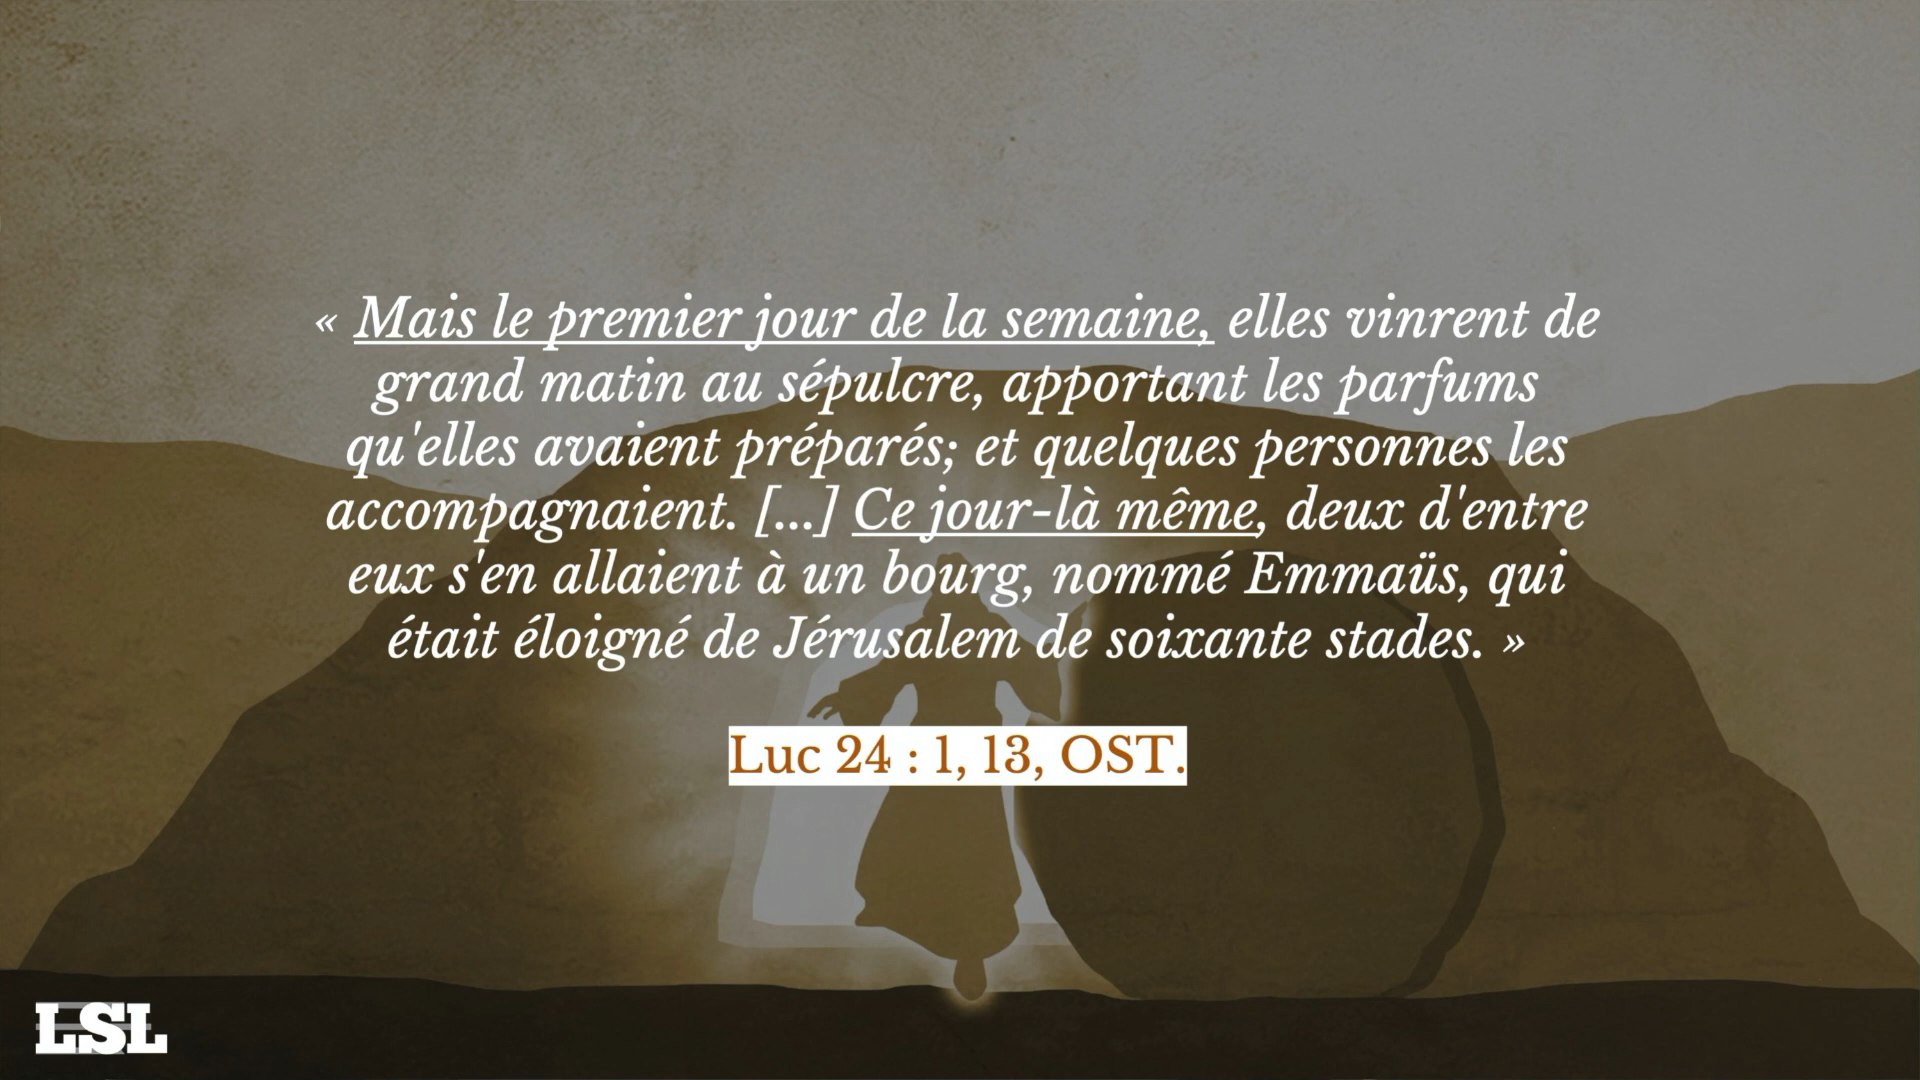 « Mais le premier jour de la semaine, elles vinrent de
grand matin au sépulcre, apportant les parfums
qu'elles avaient préparés; et quelques personnes les
accompagnaient. [...] Ce jour-là même, deux d'entre
eux s'en allaient à un bourg, nommé Emmaüs, qui
était éloigné de Jérusalem de soixante stades. »
Luc 24 : 1, 13, OST.
LSL